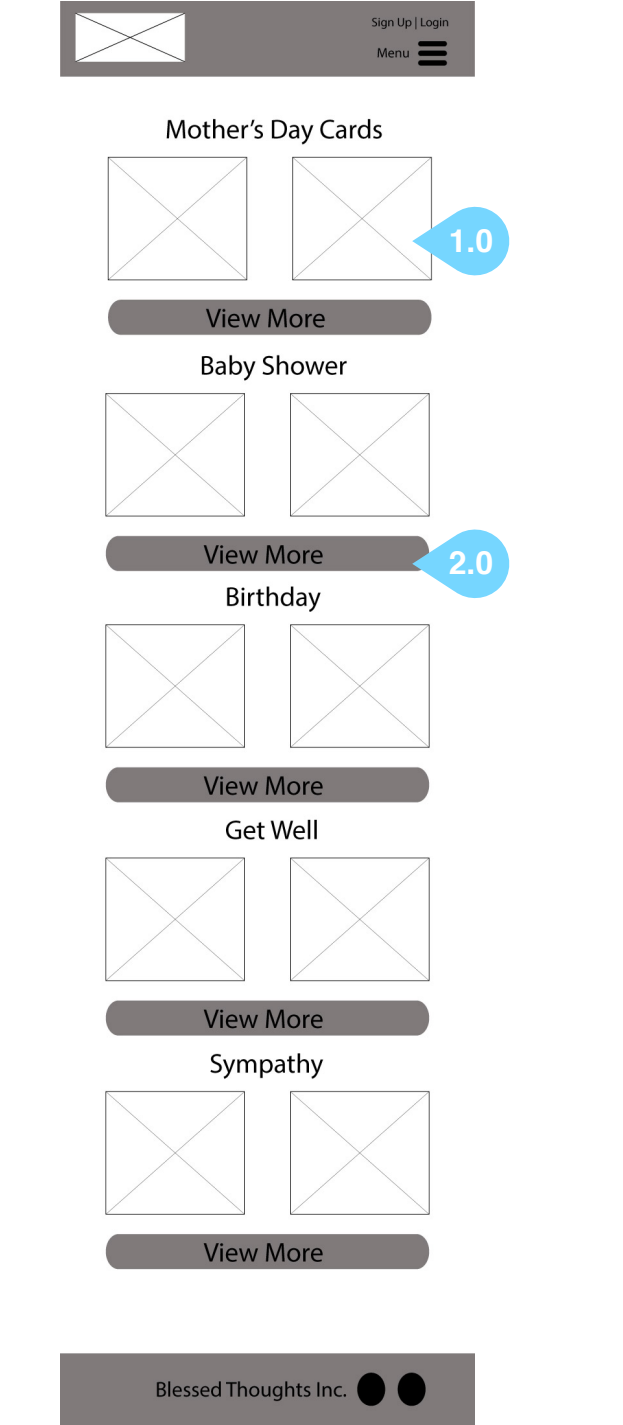 Sign Up | Login
Menu
Mother’s Day Cards
1.0
View More
Baby Shower
View More
2.0
Birthday
View More
Get Well
View More
Sympathy
View More
Blessed Thoughts Inc.